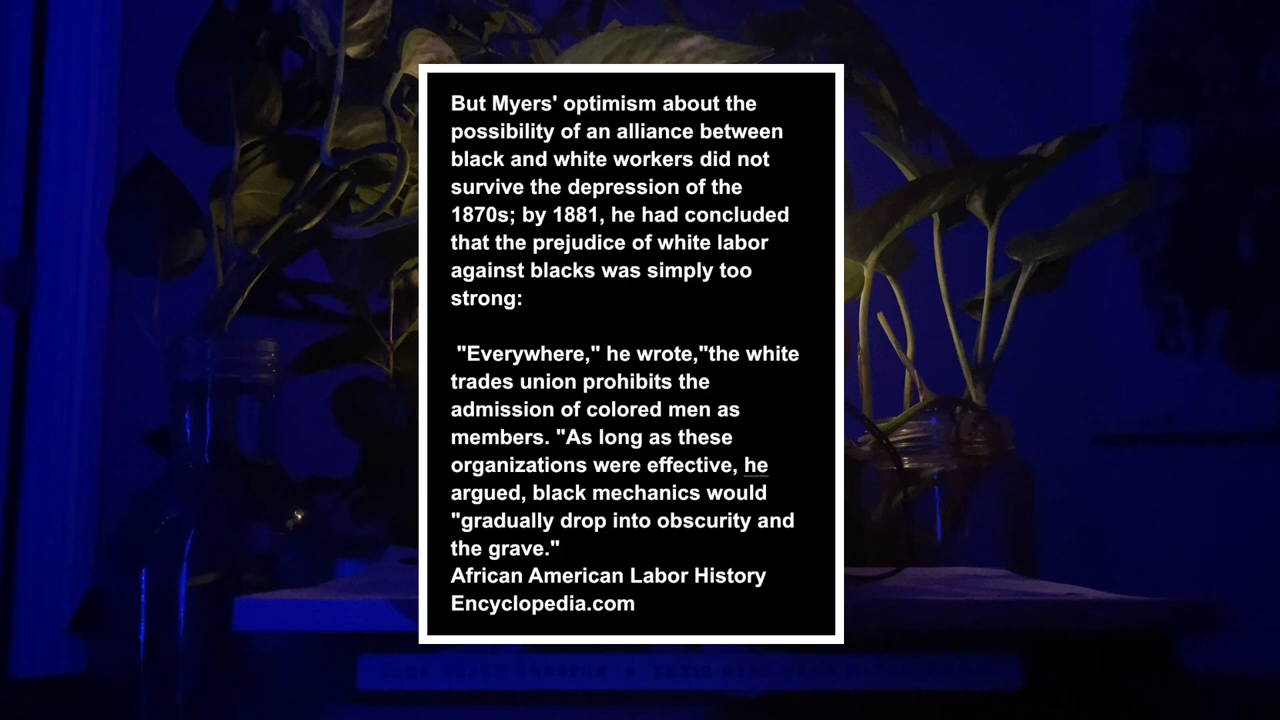 But Myers' optimism about the
possibility of an alliance between
black and white workers did not
survive the depression of the
1870s; by 1881, he had concluded
that the prejudice of white labor
against blacks was simply too
strong:
"Everywhere," he wrote,"the white
trades union prohibits the
admission of colored men as
members. "As long as these
organizations were effective, he
argued, black mechanics would
"gradually drop into obscurity and
the grave."
African American Labor History
Encyclopedia.com